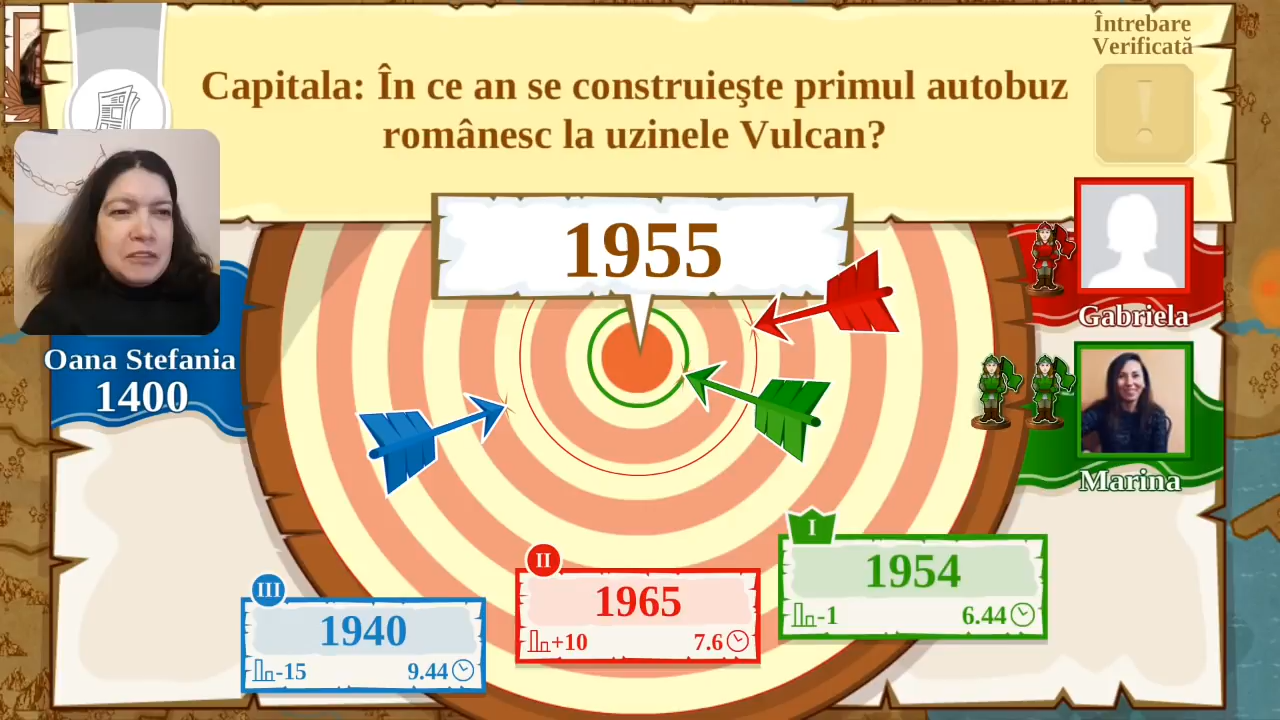 Întrebare
Verificată
Capitala: În ce an se construieşte primul autobuz
românesc la uzinele Vulcan?
1955
Gabriela
Oana Stefania
1400
Marina
I
1954
-1 6.44
II
1965
+10 7.6
III
1940
-15 9.44